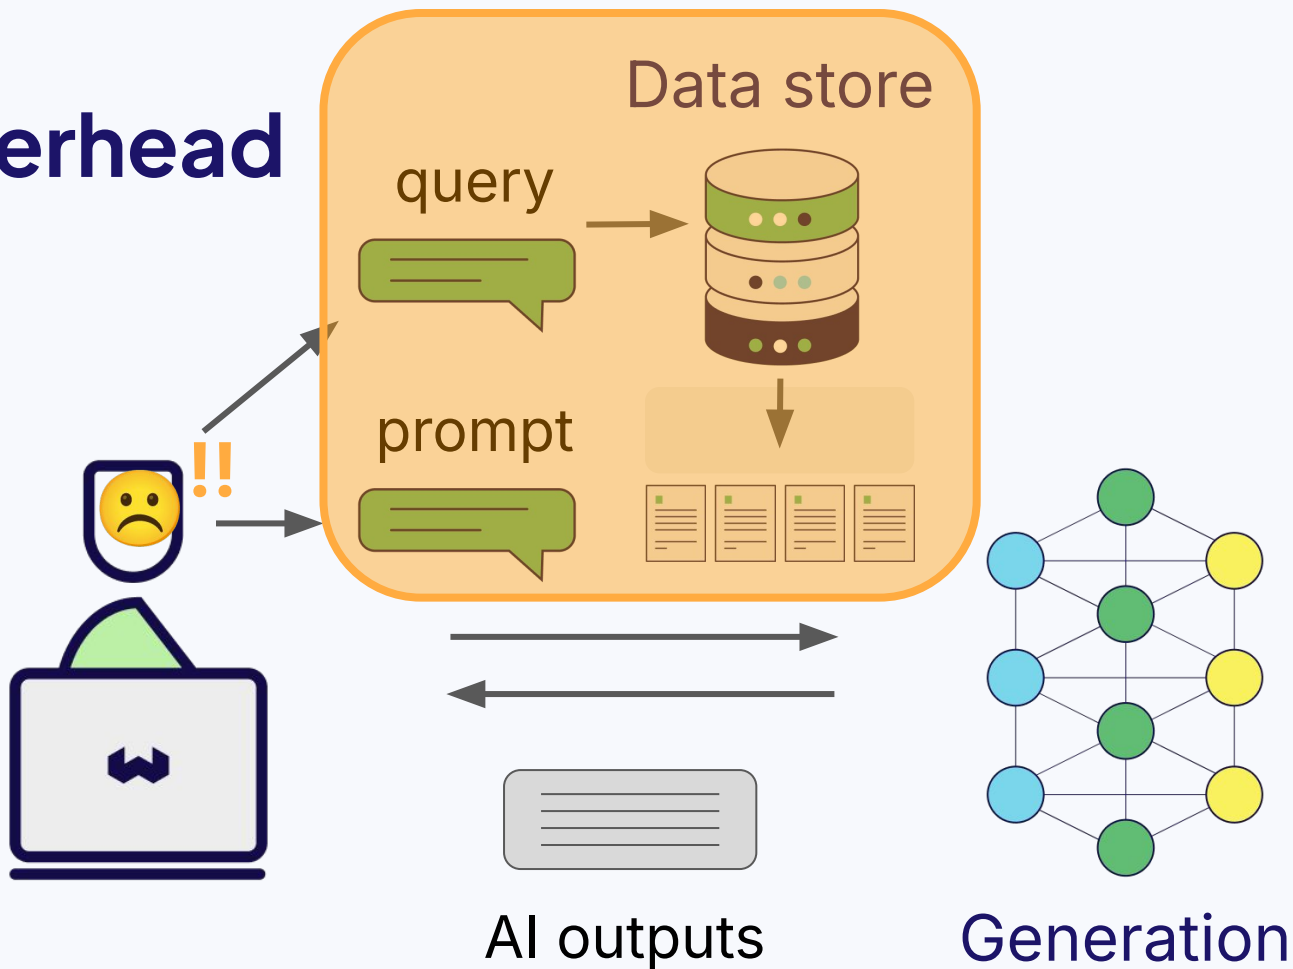 erhead
Data store
query
prompt
!!
AI outputs
Generation